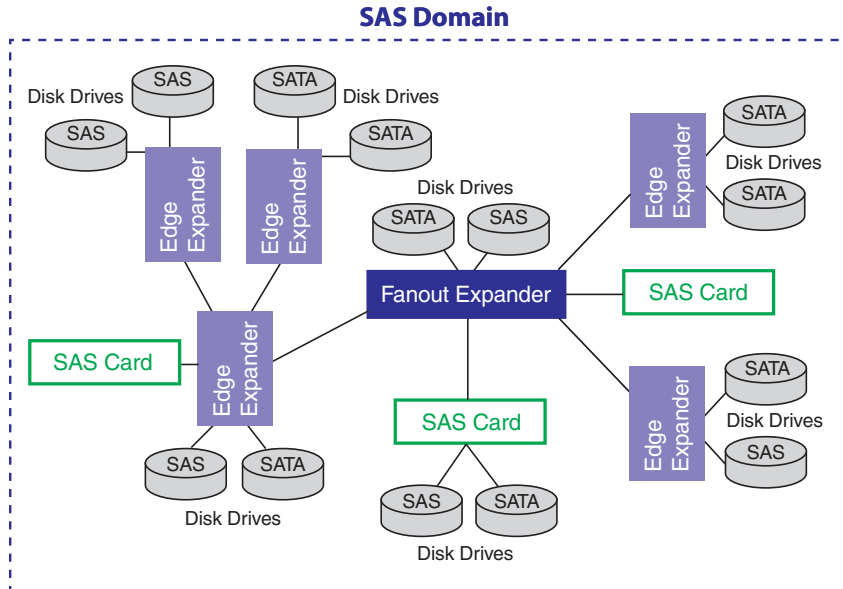 SAS Domain
SAS
SATA
Disk Drives
Disk Drives
SAS
SATA
Edge
Expander
Edge
Expander
SATA
Disk Drives
SATA
Edge
Expander
Disk Drives
SATA
SAS
Fanout Expander
SAS Card
SAS Card
Edge
Expander
SAS
SATA
Disk Drives
SAS Card
SAS
SATA
Disk Drives
Edge
Expander
SATA
Disk Drives
SAS